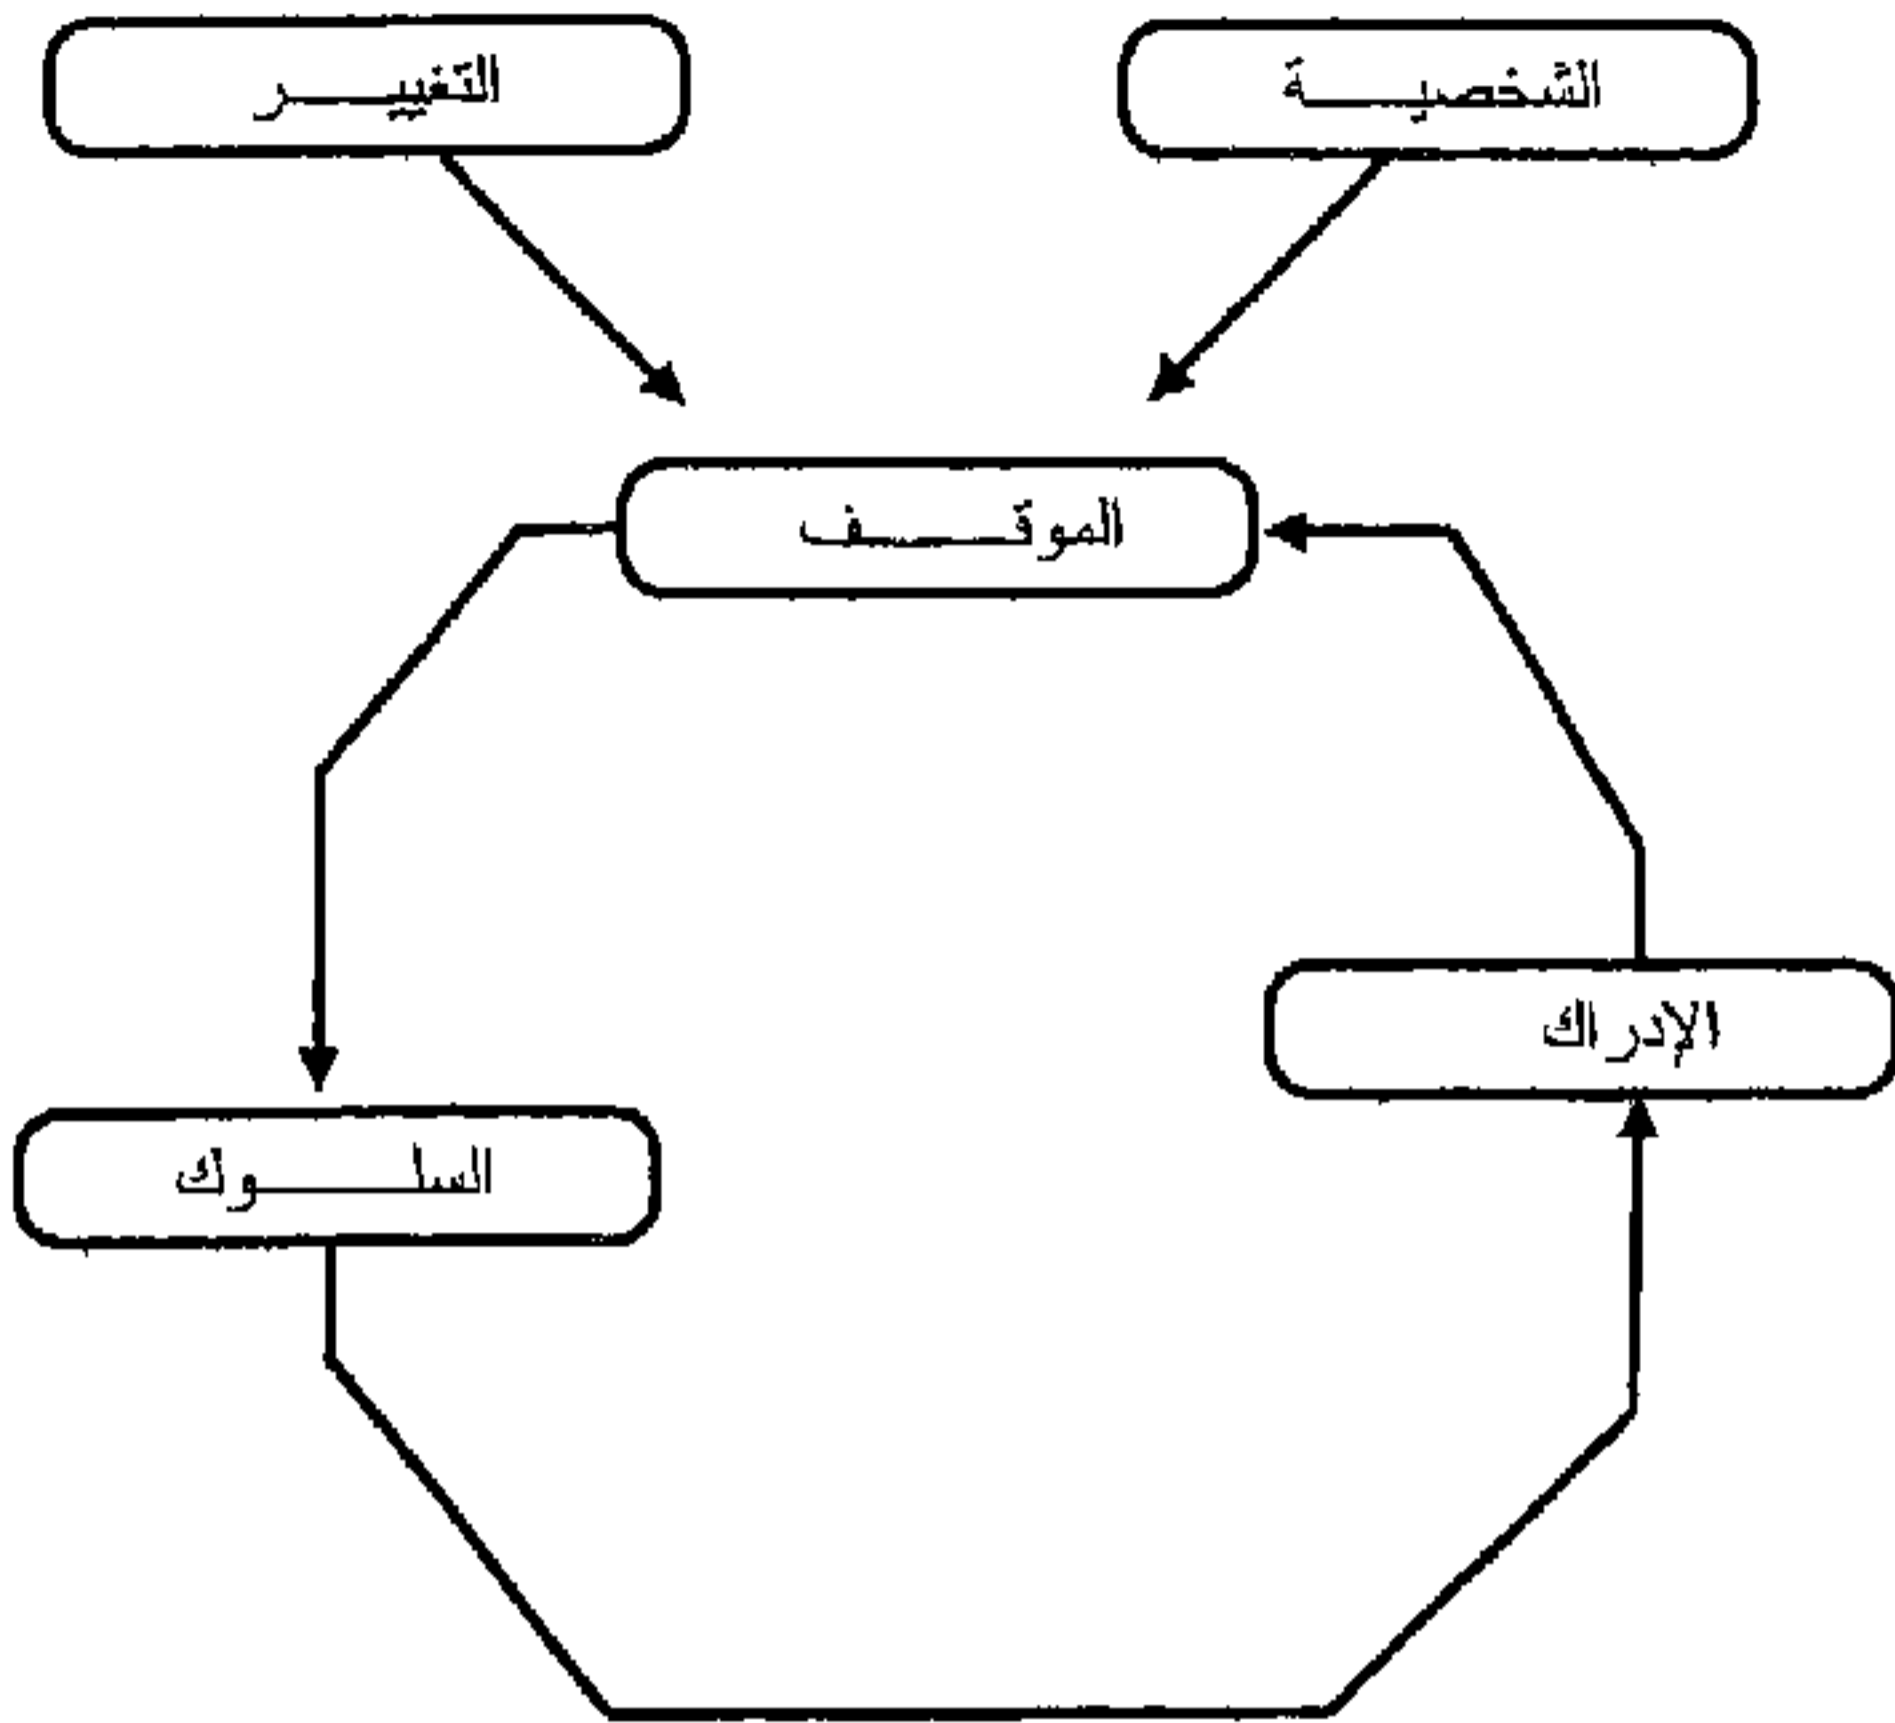 الشخصية
التغيير
الموقف
الإدراك
السلوك